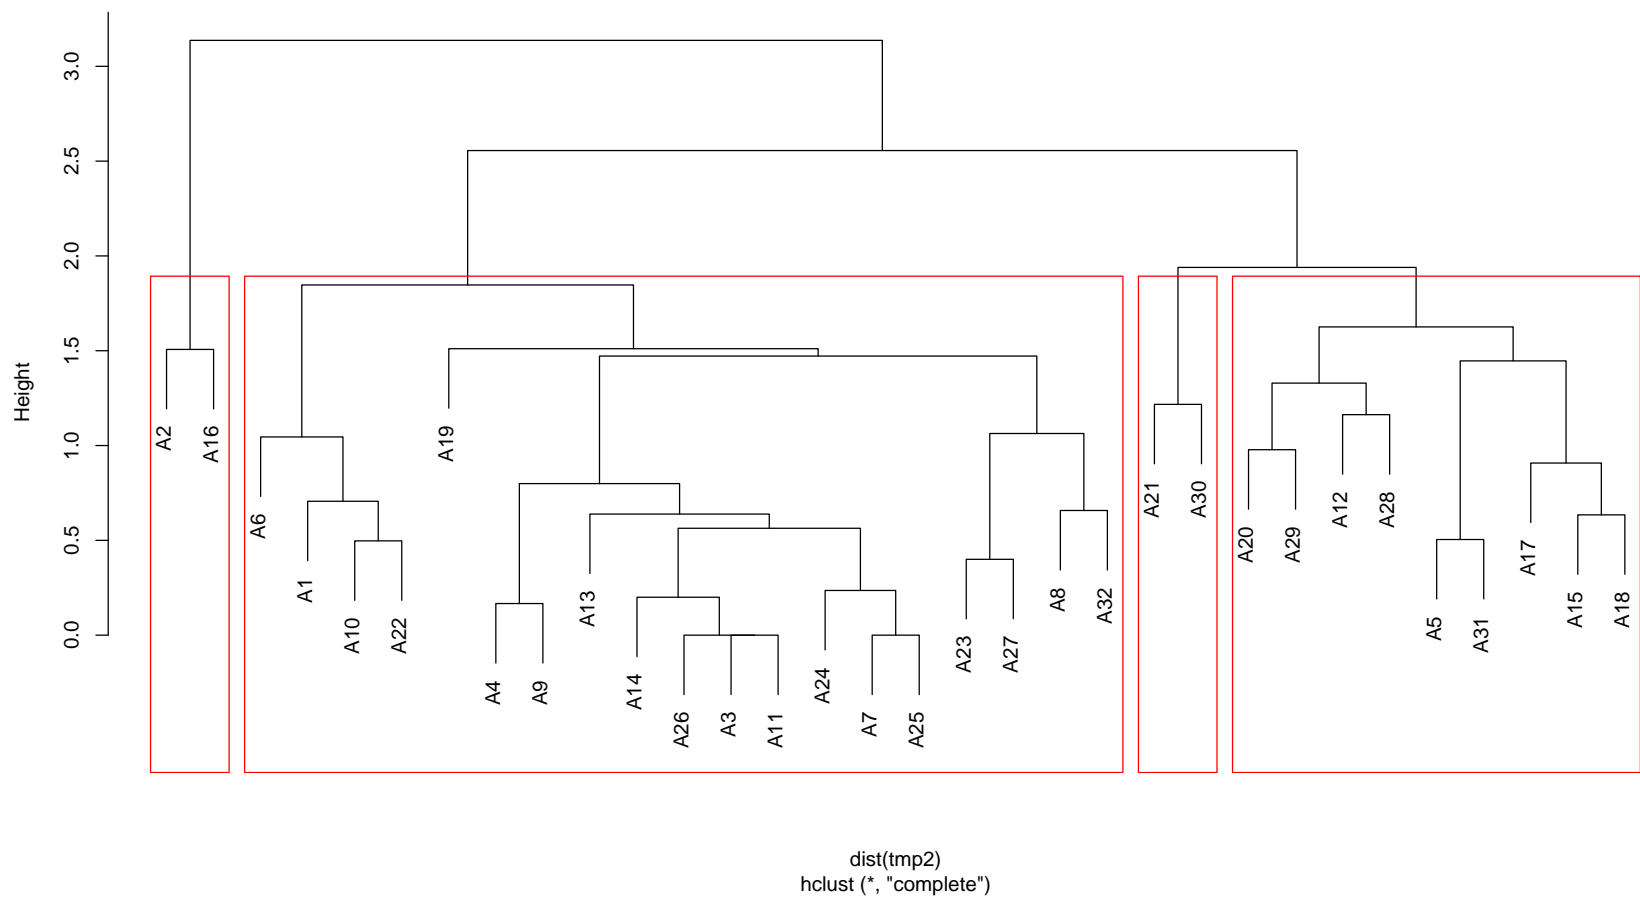 Height
3.0
2.5
2.0
1.5
1.0
0.5
0.0
A2
A16
A6
A1
A10
A22
A19
A4
A9
A13
A14
A26
A3
A11
A24
A7
A25
A23
A27
A8
A32
A21
A30
A20
A29
A12
A28
A5
A31
A17
A15
A18
dist(tmp2)
hclust (*, "complete")